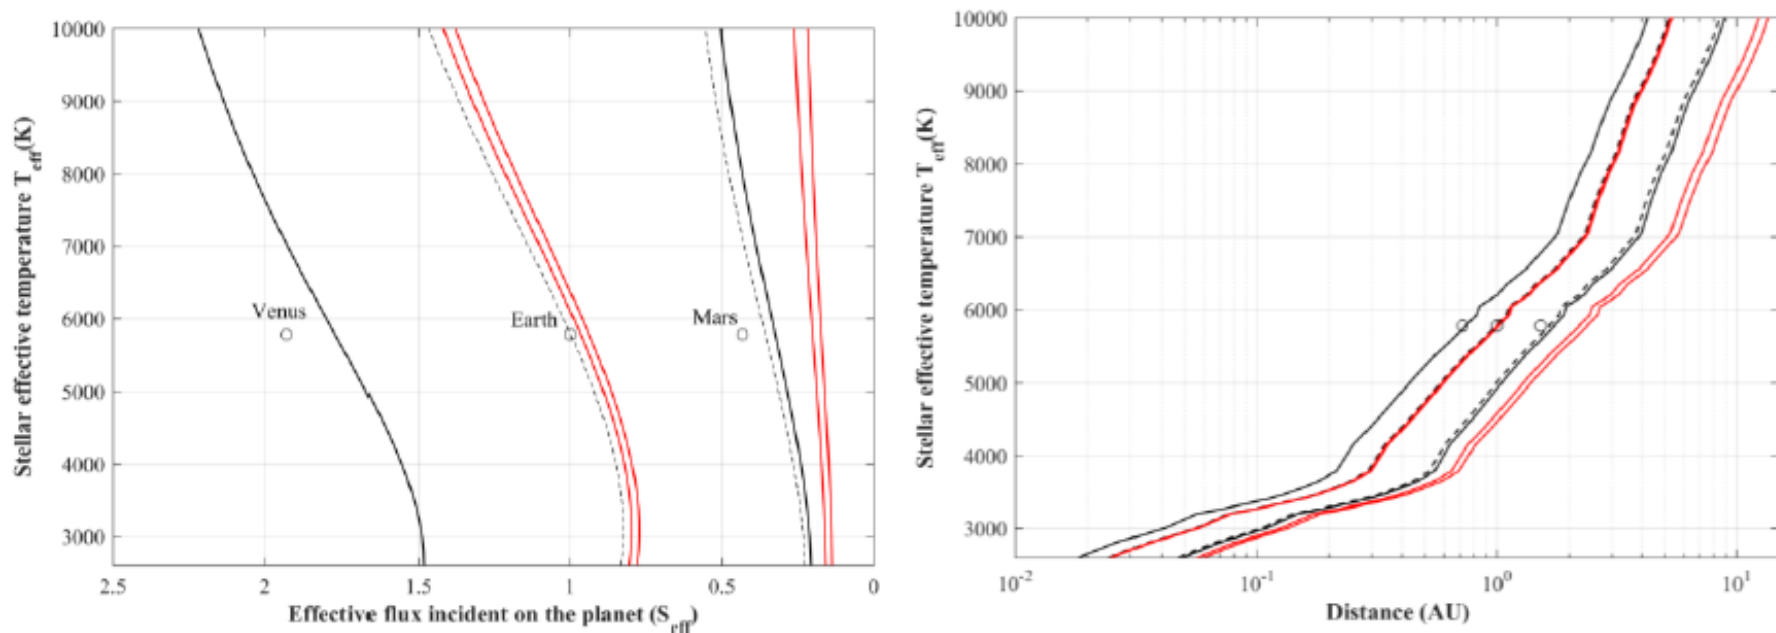 10000
9000
8000
7000
6000
5000
4000
3000
Stellar effective temperature T_eff(K)
Venus
Earth
Mars
2.5 2 1.5 1 0.5 0
Effective flux incident on the planet (S_eff)
10000
9000
8000
7000
6000
5000
4000
3000
Stellar effective temperature T_eff(K)
10^-2 10^-1 10^0 10^1
Distance (AU)